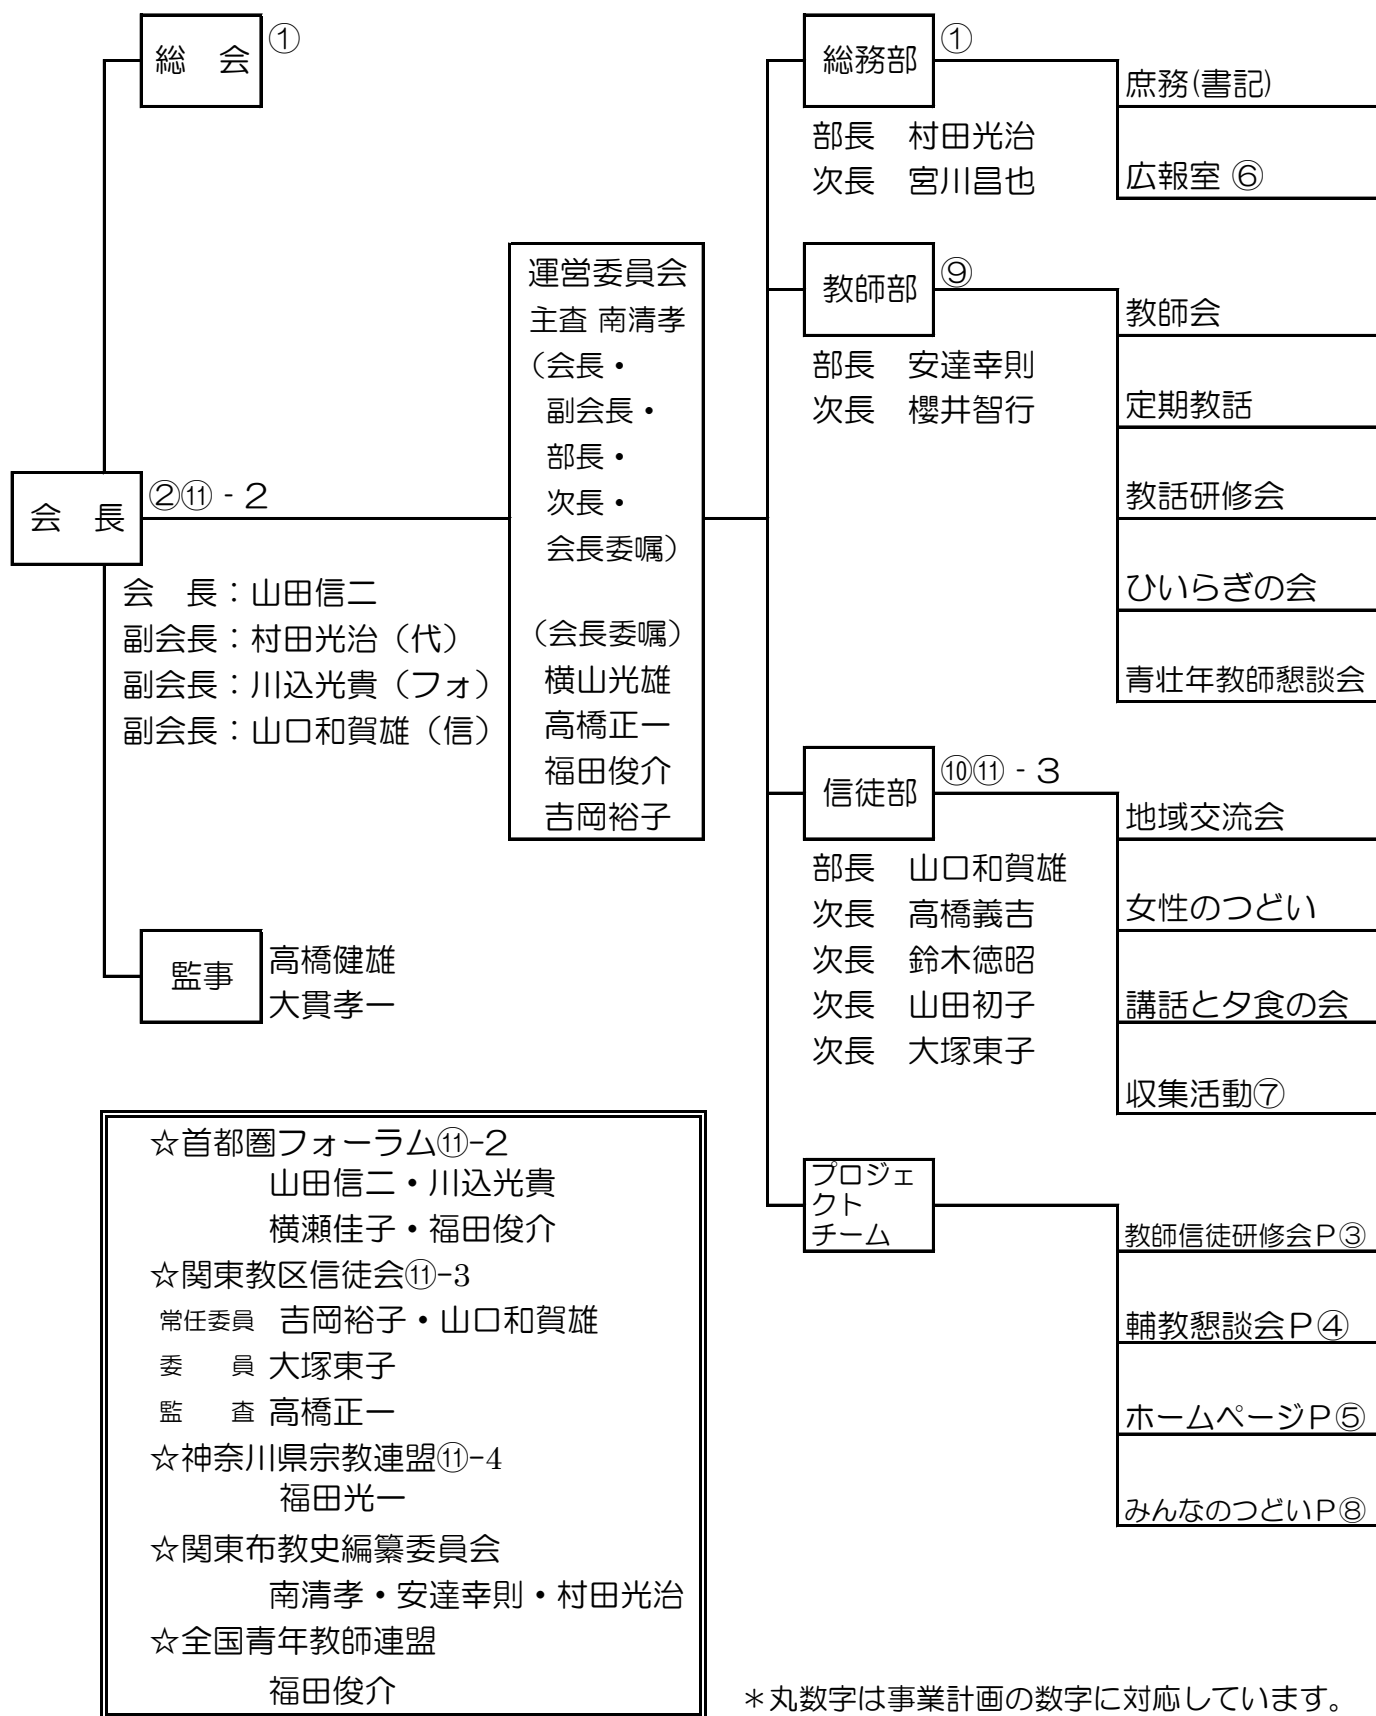 総　会 ①
会　長 ②⑪‐２
会　長：山田信二
副会長：村田光治（代）
副会長：川込光貴（フォ）
副会長：山口和賀雄（信）
監事
高橋健雄
大貫孝一
運営委員会
主査 南清孝
（会長・
副会長・
部長・
次長・
会長委嘱）
（会長委嘱）
横山光雄
高橋正一
福田俊介
吉岡裕子
総務部 ①
部長　村田光治
次長　宮川昌也
庶務(書記)
広報室 ⑥
教師部 ⑨
部長　安達幸則
次長　櫻井智行
教師会
定期教話
教話研修会
ひいらぎの会
青壮年教師懇談会
信徒部 ⑩⑪‐３
部長　山口和賀雄
次長　高橋義吉
次長　鈴木徳昭
次長　山田初子
次長　大塚東子
地域交流会
女性のつどい
講話と夕食の会
収集活動⑦
プロジェ
クト
チーム
教師信徒研修会Ｐ③
輔教懇談会Ｐ④
ホームページＰ⑤
みんなのつどいＰ⑧
☆首都圏フォーラム⑪−２
山田信二・川込光貴
横瀬佳子・福田俊介
☆関東教区信徒会⑪−3
常任委員　吉岡裕子・山口和賀雄
委　　員 大塚東子
監　　査 高橋正一
☆神奈川県宗教連盟⑪−4
福田光一
☆関東布教史編纂委員会
南清孝・安達幸則・村田光治
☆全国青年教師連盟
福田俊介
＊丸数字は事業計画の数字に対応しています。